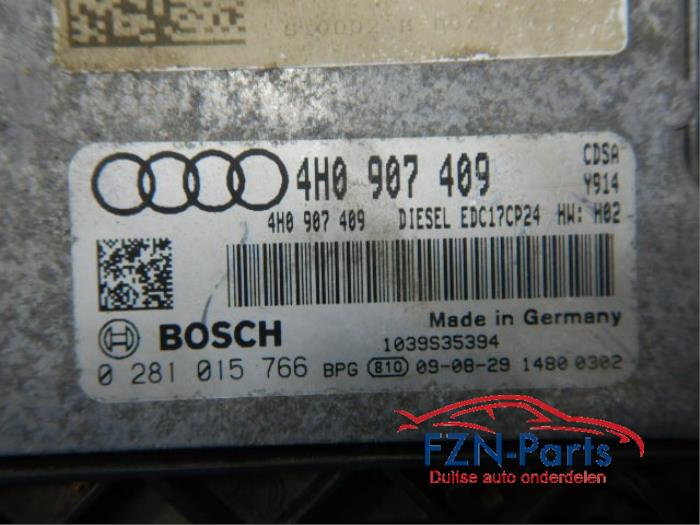 4H0 907 409 CDSA
Y914
4H0 907 409 DIESEL EDC17CP24 HW: H02
BOSCH
Made in Germany
1039S35394
0 281 015 766 BPG 810 09-08-29 1480 0302
FZN-Parts
Duitse auto onderdelen